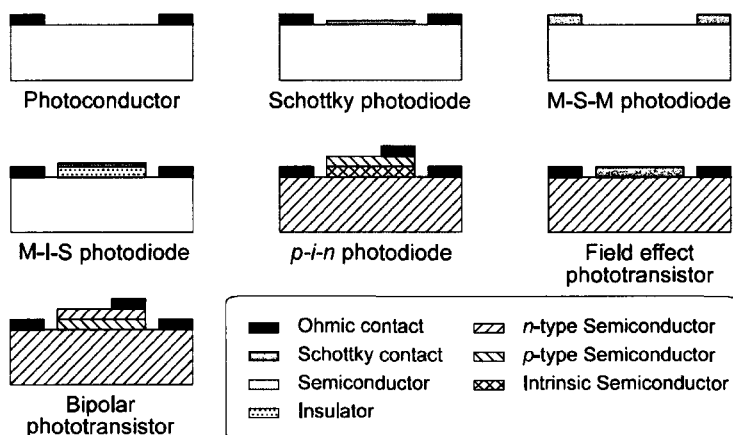 Photoconductor
Schottky photodiode
M-S-M photodiode
M-I-S photodiode
p-i-n photodiode
Field effect
phototransistor
Bipolar
phototransistor
Ohmic contact
Schottky contact
Semiconductor
Insulator
n-type Semiconductor
p-type Semiconductor
Intrinsic Semiconductor